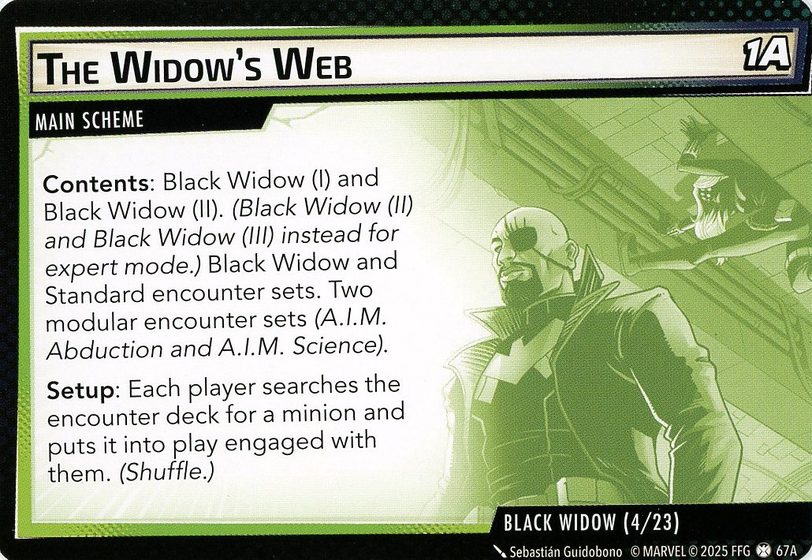 THE WIDOW'S WEB
1A
MAIN SCHEME
Contents: Black Widow (I) and
Black Widow (II). (Black Widow (II)
and Black Widow (III) instead for
expert mode.) Black Widow and
Standard encounter sets. Two
modular encounter sets (A.I.M.
Abduction and A.I.M. Science).
Setup: Each player searches the
encounter deck for a minion and
puts it into play engaged with
them. (Shuffle.)
BLACK WIDOW (4/23)
Sebastián Guidobono © MARVEL © 2025 FFG 67A